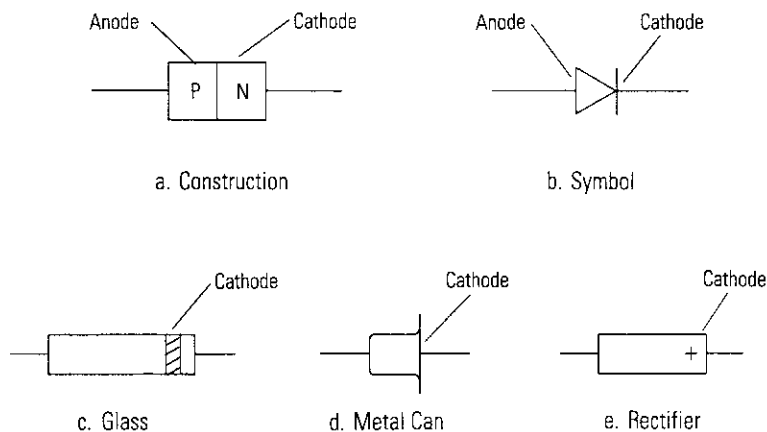 Anode
Cathode
P
N
a. Construction
Anode
Cathode
b. Symbol
Cathode
c. Glass
Cathode
d. Metal Can
Cathode
+
e. Rectifier